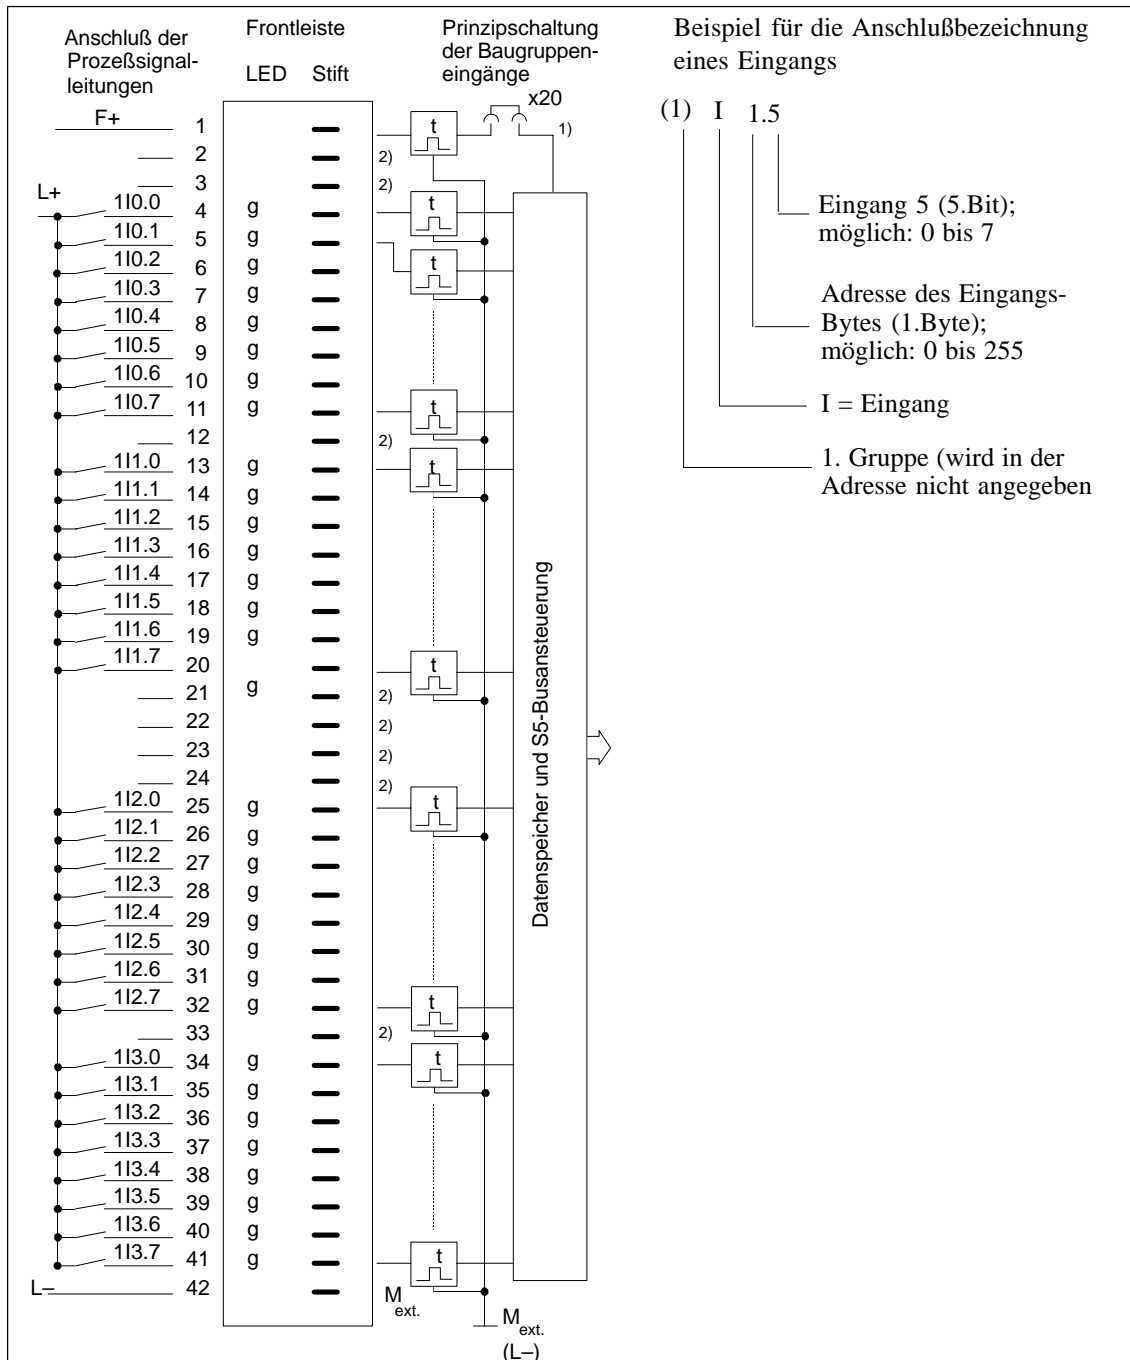 Anschluß der
Prozeßsignal-
leitungen
Frontleiste
LED Stift
Prinzipschaltung
der Baugruppen-
eingänge
x20
1)
Beispiel für die Anschlußbezeichnung
eines Eingangs
(1) I 1.5
Eingang 5 (5.Bit);
möglich: 0 bis 7
Adresse des Eingangs-
Bytes (1.Byte);
möglich: 0 bis 255
I = Eingang
1. Gruppe (wird in der
Adresse nicht angegeben
F+ 1 t
2 2)
3 2)
L+
1I0.0 4 g t
1I0.1 5 g
1I0.2 6 g t
1I0.3 7 g
1I0.4 8 g
1I0.5 9 g
1I0.6 10 g
1I0.7 11 g t
12 2)
1I1.0 13 g t
1I1.1 14 g
1I1.2 15 g
1I1.3 16 g
1I1.4 17 g
1I1.5 18 g
1I1.6 19 g
1I1.7 20 t
21 g 2)
22 2)
23 2)
24 2)
1I2.0 25 g t
1I2.1 26 g
1I2.2 27 g
1I2.3 28 g
1I2.4 29 g
1I2.5 30 g
1I2.6 31 g
1I2.7 32 g t
33 2)
1I3.0 34 g t
1I3.1 35 g
1I3.2 36 g
1I3.3 37 g
1I3.4 38 g
1I3.5 39 g
1I3.6 40 g
1I3.7 41 g t
L– 42 Mext.
Mext.
(L–)
Datenspeicher und S5-Busansteuerung